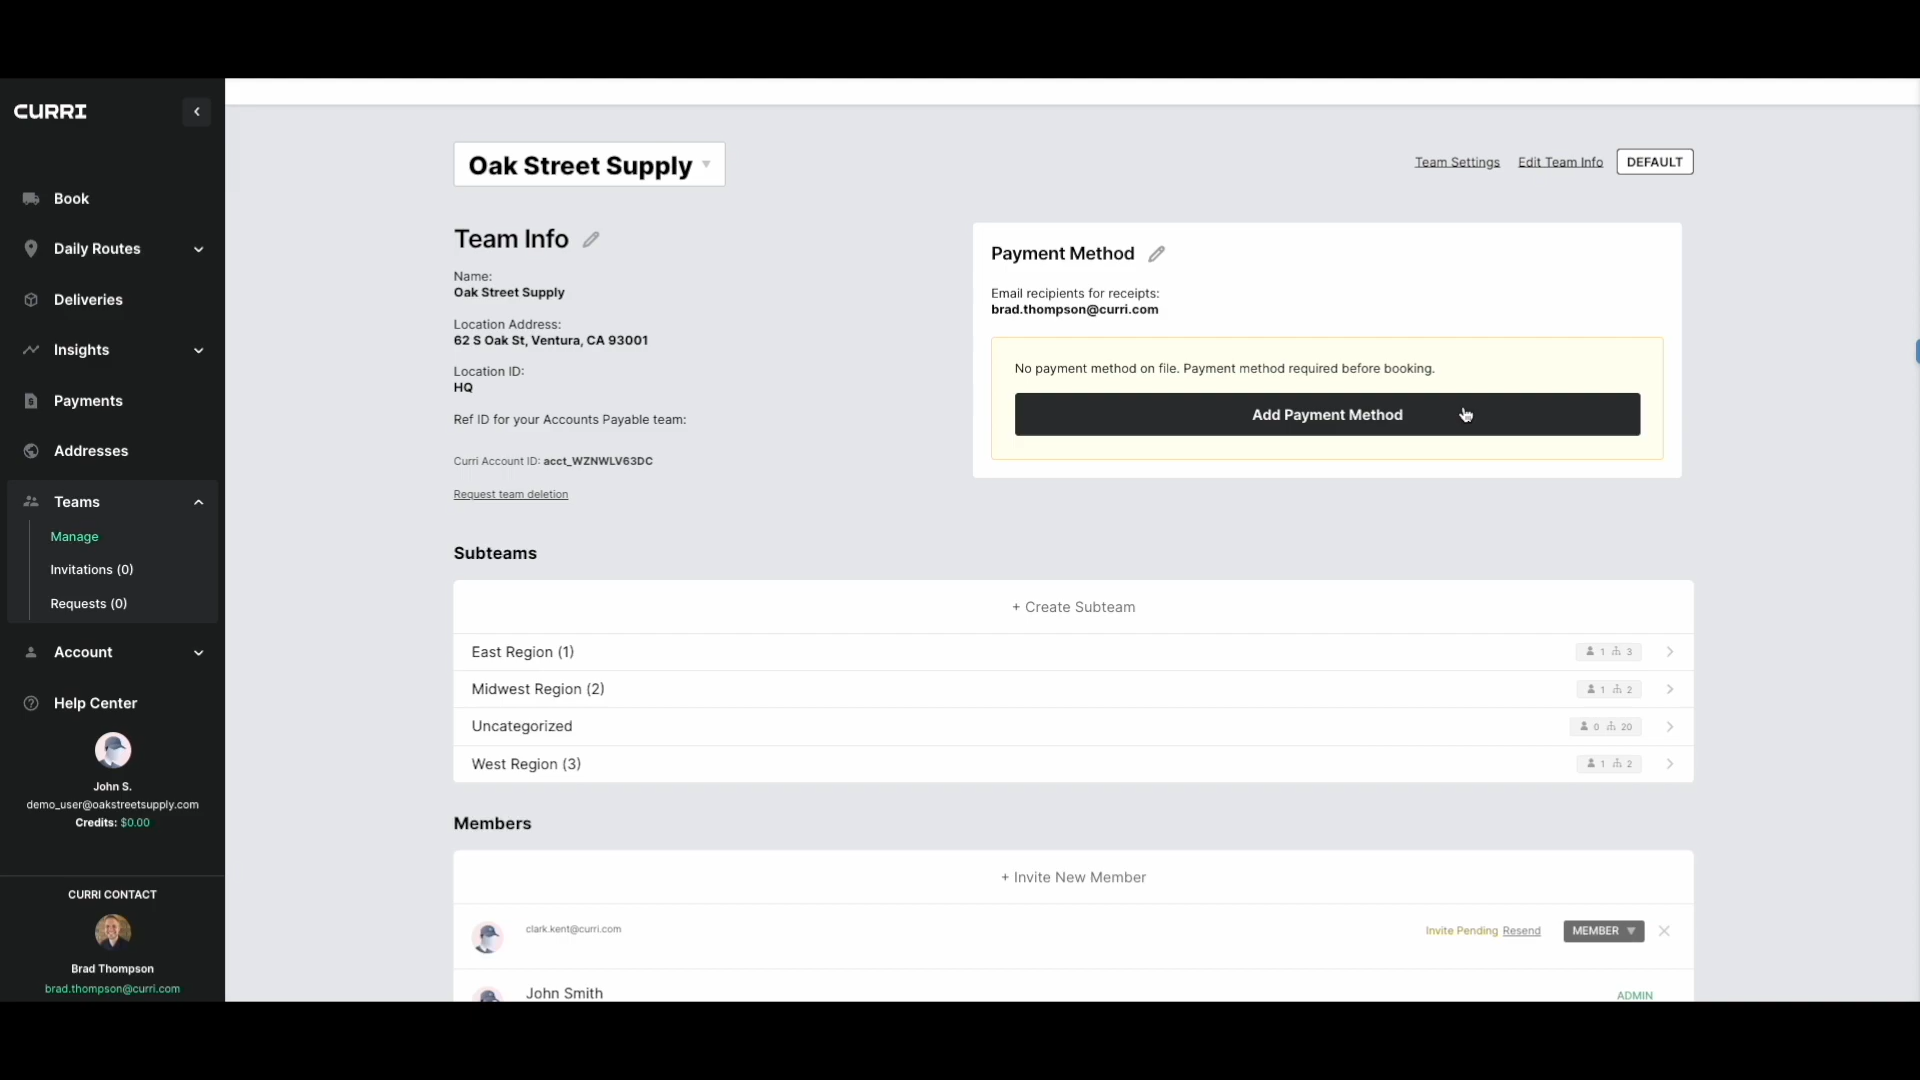 CURRI
Book
Daily Routes
Deliveries
Insights
Payments
Addresses
Teams
Manage
Invitations (0)
Requests (0)
Account
Help Center
John S.
demo_user@oakstreetsupply.com
Credits: $0.00
CURRI CONTACT
Brad Thompson
brad.thompson@curri.com
Oak Street Supply
Team Settings
Edit Team Info
DEFAULT
Team Info
Name:
Oak Street Supply
Location Address:
62 S Oak St, Ventura, CA 93001
Location ID:
HQ
Ref ID for your Accounts Payable team:
Curri Account ID: acct_WZNWLV63DC
Request team deletion
Payment Method
Email recipients for receipts:
brad.thompson@curri.com
No payment method on file. Payment method required before booking.
Add Payment Method
Subteams
+ Create Subteam
East Region (1)
1 3
Midwest Region (2)
1 2
Uncategorized
0 20
West Region (3)
1 2
Members
+ Invite New Member
clark.kent@curri.com
Invite Pending Resend
MEMBER
John Smith
ADMIN